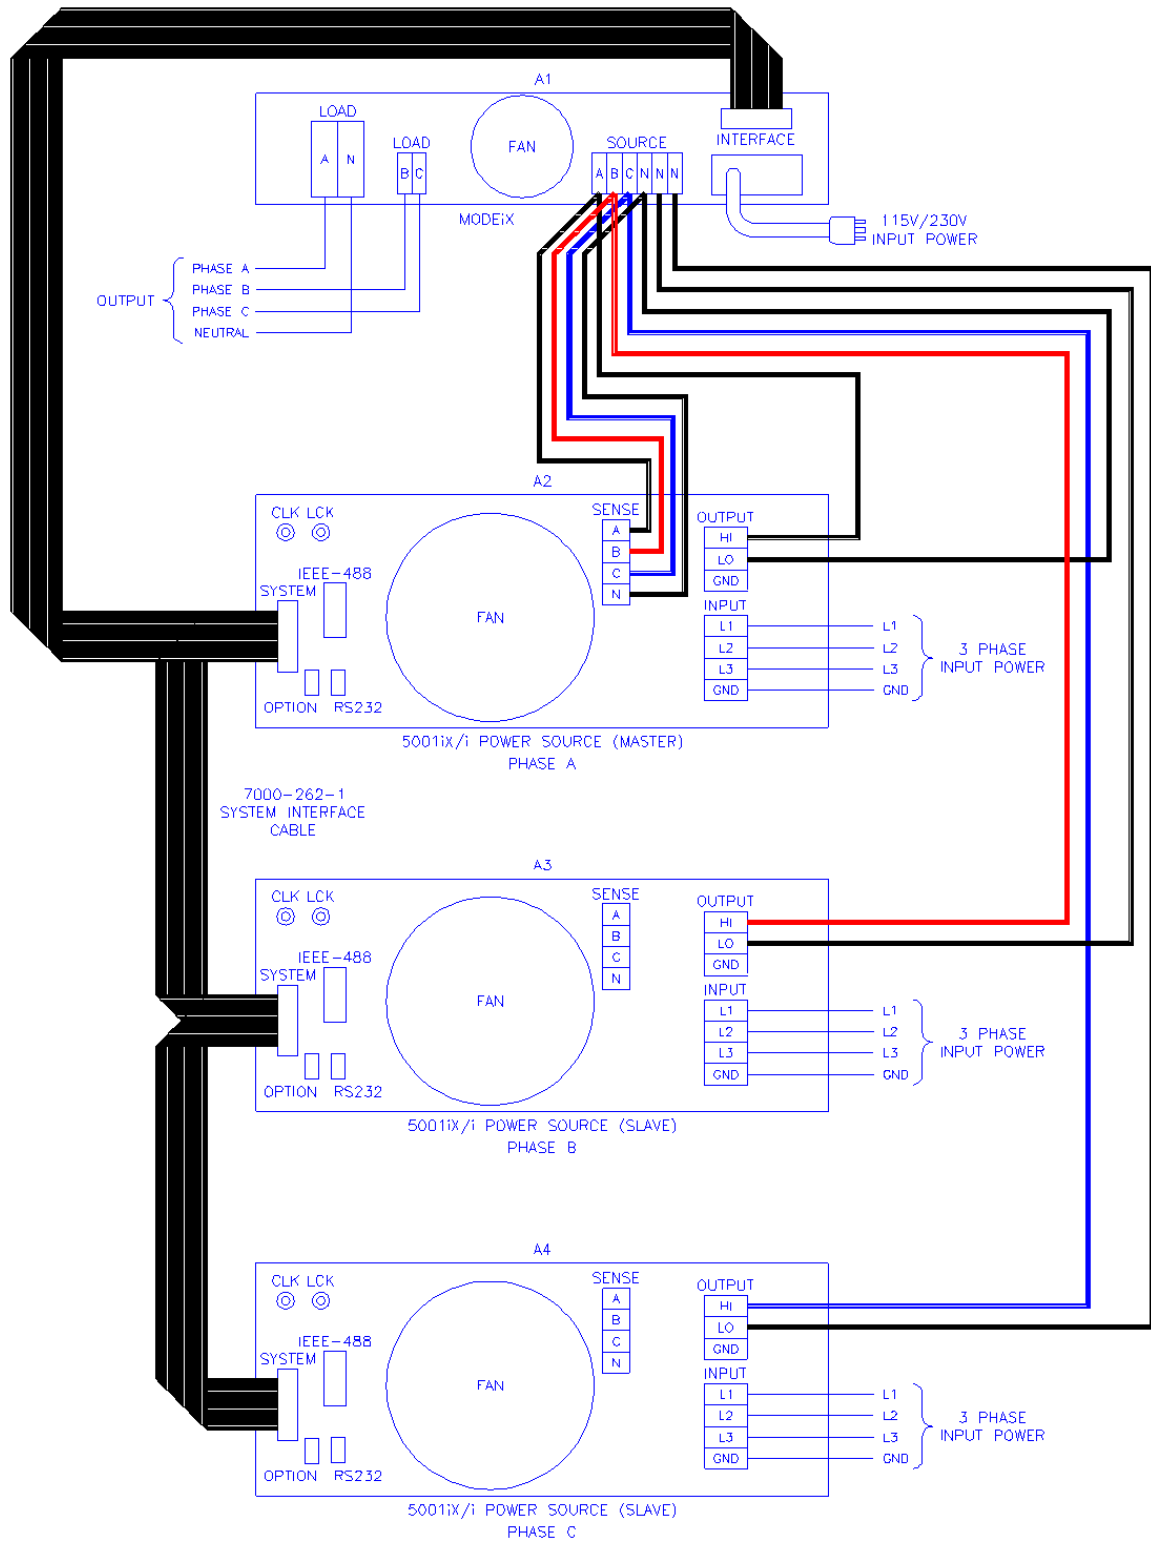 A1
LOAD
A N
LOAD
B C
FAN
SOURCE
A B C N N N
INTERFACE
MODEiX
115V/230V
INPUT POWER
OUTPUT
PHASE A
PHASE B
PHASE C
NEUTRAL
A2
CLK LCK
IEEE-488
SYSTEM
OPTION RS232
FAN
SENSE
A
B
C
N
OUTPUT
HI
LO
GND
INPUT
L1 L1
L2 L2
L3 L3
GND GND
3 PHASE
INPUT POWER
5001iX/i POWER SOURCE (MASTER)
PHASE A
7000-262-1
SYSTEM INTERFACE
CABLE
A3
CLK LCK
IEEE-488
SYSTEM
OPTION RS232
FAN
SENSE
A
B
C
N
OUTPUT
HI
LO
GND
INPUT
L1 L1
L2 L2
L3 L3
GND GND
3 PHASE
INPUT POWER
5001iX/i POWER SOURCE (SLAVE)
PHASE B
A4
CLK LCK
IEEE-488
SYSTEM
OPTION RS232
FAN
SENSE
A
B
C
N
OUTPUT
HI
LO
GND
INPUT
L1 L1
L2 L2
L3 L3
GND GND
3 PHASE
INPUT POWER
5001iX/i POWER SOURCE (SLAVE)
PHASE C